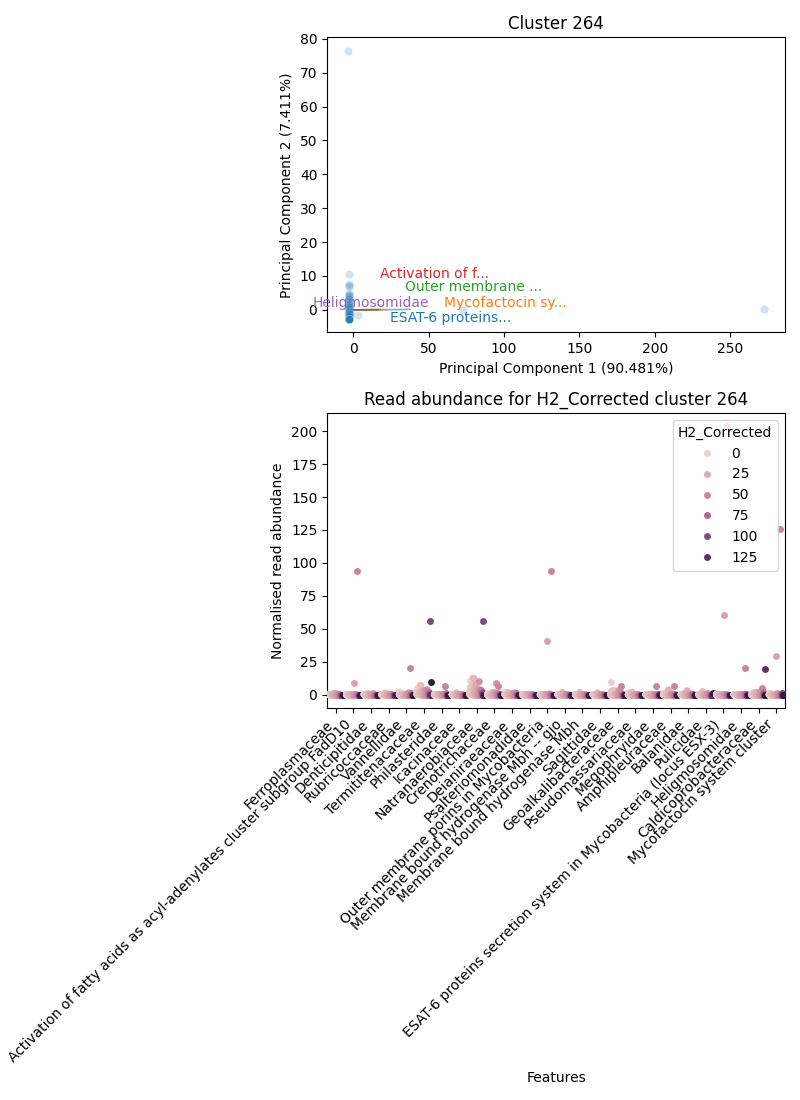 Cluster 264
80
70
60
50
40
30
20
10
0
Principal Component 2 (7.411%)
Activation of f...
Outer membrane ...
Heligmosomidae
Mycofactocin sy...
ESAT-6 proteins...
0 50 100 150 200 250
Principal Component 1 (90.481%)
Read abundance for H2_Corrected cluster 264
200
175
150
125
100
75
50
25
0
Normalised read abundance
H2_Corrected
0
25
50
75
100
125
Ferroplasmaceae
Activation of fatty acids as acyl-adenylates cluster subgroup FadD10
Denticipitidae
Rubricoccaceae
Vannellidae
Termititenacaceae
Philasteridae
Icacinaceae
Natranaerobiaceae
Crenotrichaceae
Deianiraeaceae
Psalteriomonadidae
Outer membrane porins in Mycobacteria
Membrane bound hydrogenase Mbh -- gjo
Membrane bound hydrogenase Mbh
Sagittidae
Geoalkalibacteraceae
Pseudomassariaceae
Megophryidae
Amphipleuraceae
Balanidae
Pulicidae
ESAT-6 proteins secretion system in Mycobacteria (locus ESX-3)
Heligmosomidae
Caldicoprobacteraceae
Mycofactocin system cluster
Features